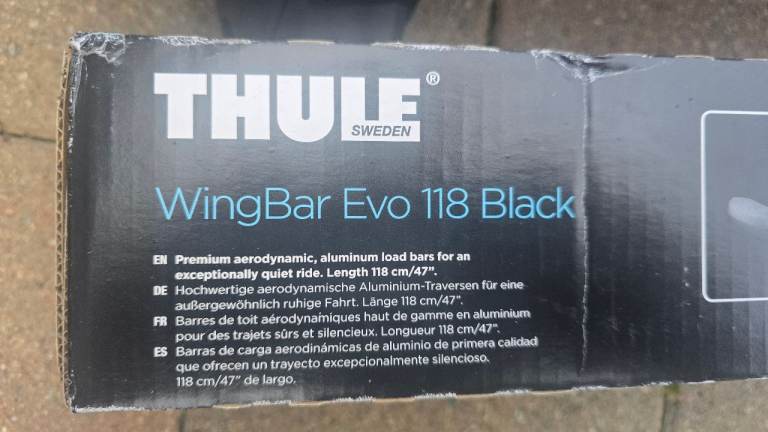 THULE®
SWEDEN
WingBar Evo 118 Black
EN Premium aerodynamic, aluminum load bars for an
exceptionally quiet ride. Length 118 cm/47”.
DE Hochwertige aerodynamische Aluminium-Traversen für eine
außergewöhnlich ruhige Fahrt. Länge 118 cm/47”.
FR Barres de toit aérodynamiques haut de gamme en aluminium
pour des trajets sûrs et silencieux. Longueur 118 cm/47”.
ES Barras de carga aerodinámicas de aluminio de primera calidad
que ofrecen un trayecto excepcionalmente silencioso.
118 cm/47” de largo.